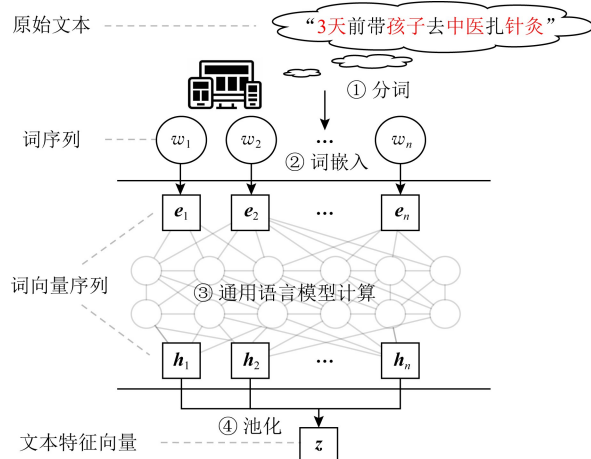 原始文本
“3天前带孩子去中医扎针灸”
① 分词
词序列
w1 w2 … wn
② 词嵌入
e1 e2 … en
词向量序列
③ 通用语言模型计算
h1 h2 … hn
④ 池化
文本特征向量
z